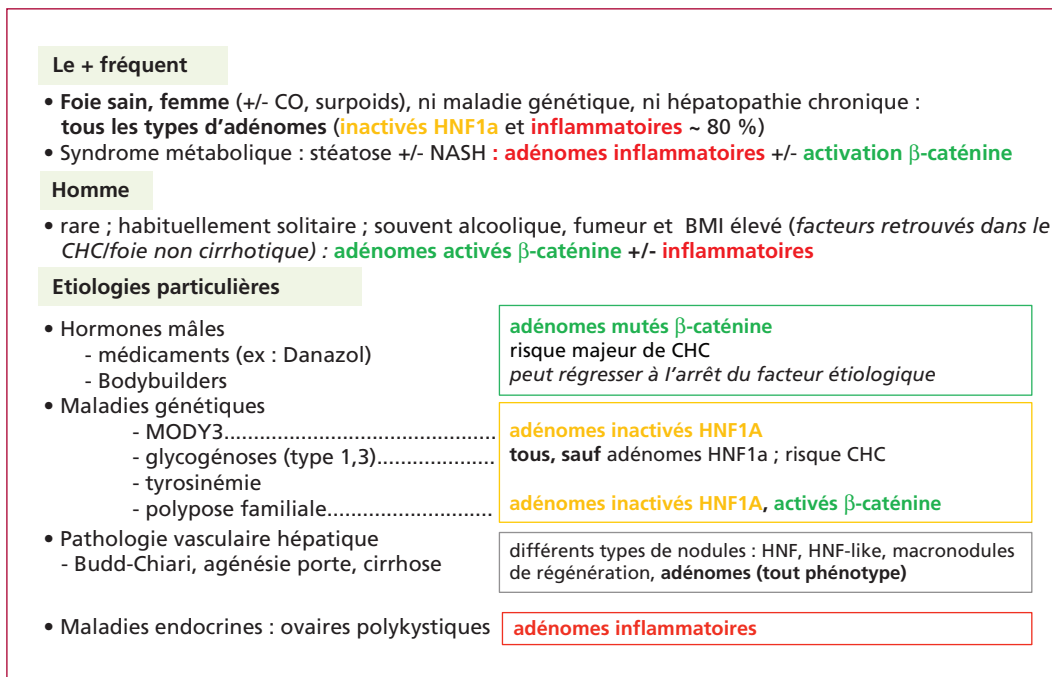 Le + fréquent
• Foie sain, femme (+/- CO, surpoids), ni maladie génétique, ni hépatopathie chronique :
tous les types d’adénomes (inactivés HNF1a et inflammatoires ~ 80 %)
• Syndrome métabolique : stéatose +/- NASH : adénomes inflammatoires +/- activation β-caténine
Homme
• rare ; habituellement solitaire ; souvent alcoolique, fumeur et BMI élevé (facteurs retrouvés dans le
CHC/foie non cirrhotique) : adénomes activés β-caténine +/- inflammatoires
Etiologies particulières
• Hormones mâles
- médicaments (ex : Danazol)
- Bodybuilders
adénomes mutés β-caténine
risque majeur de CHC
peut régresser à l’arrêt du facteur étiologique
• Maladies génétiques
- MODY3................................................... adénomes inactivés HNF1A
- glycogénoses (type 1,3)...................... tous, sauf adénomes HNF1a ; risque CHC
- tyrosinémie
- polypose familiale.............................. adénomes inactivés HNF1A, activés β-caténine
• Pathologie vasculaire hépatique
- Budd-Chiari, agénésie porte, cirrhose
différents types de nodules : HNF, HNF-like, macronodules
de régénération, adénomes (tout phénotype)
• Maladies endocrines : ovaires polykystiques adénomes inflammatoires